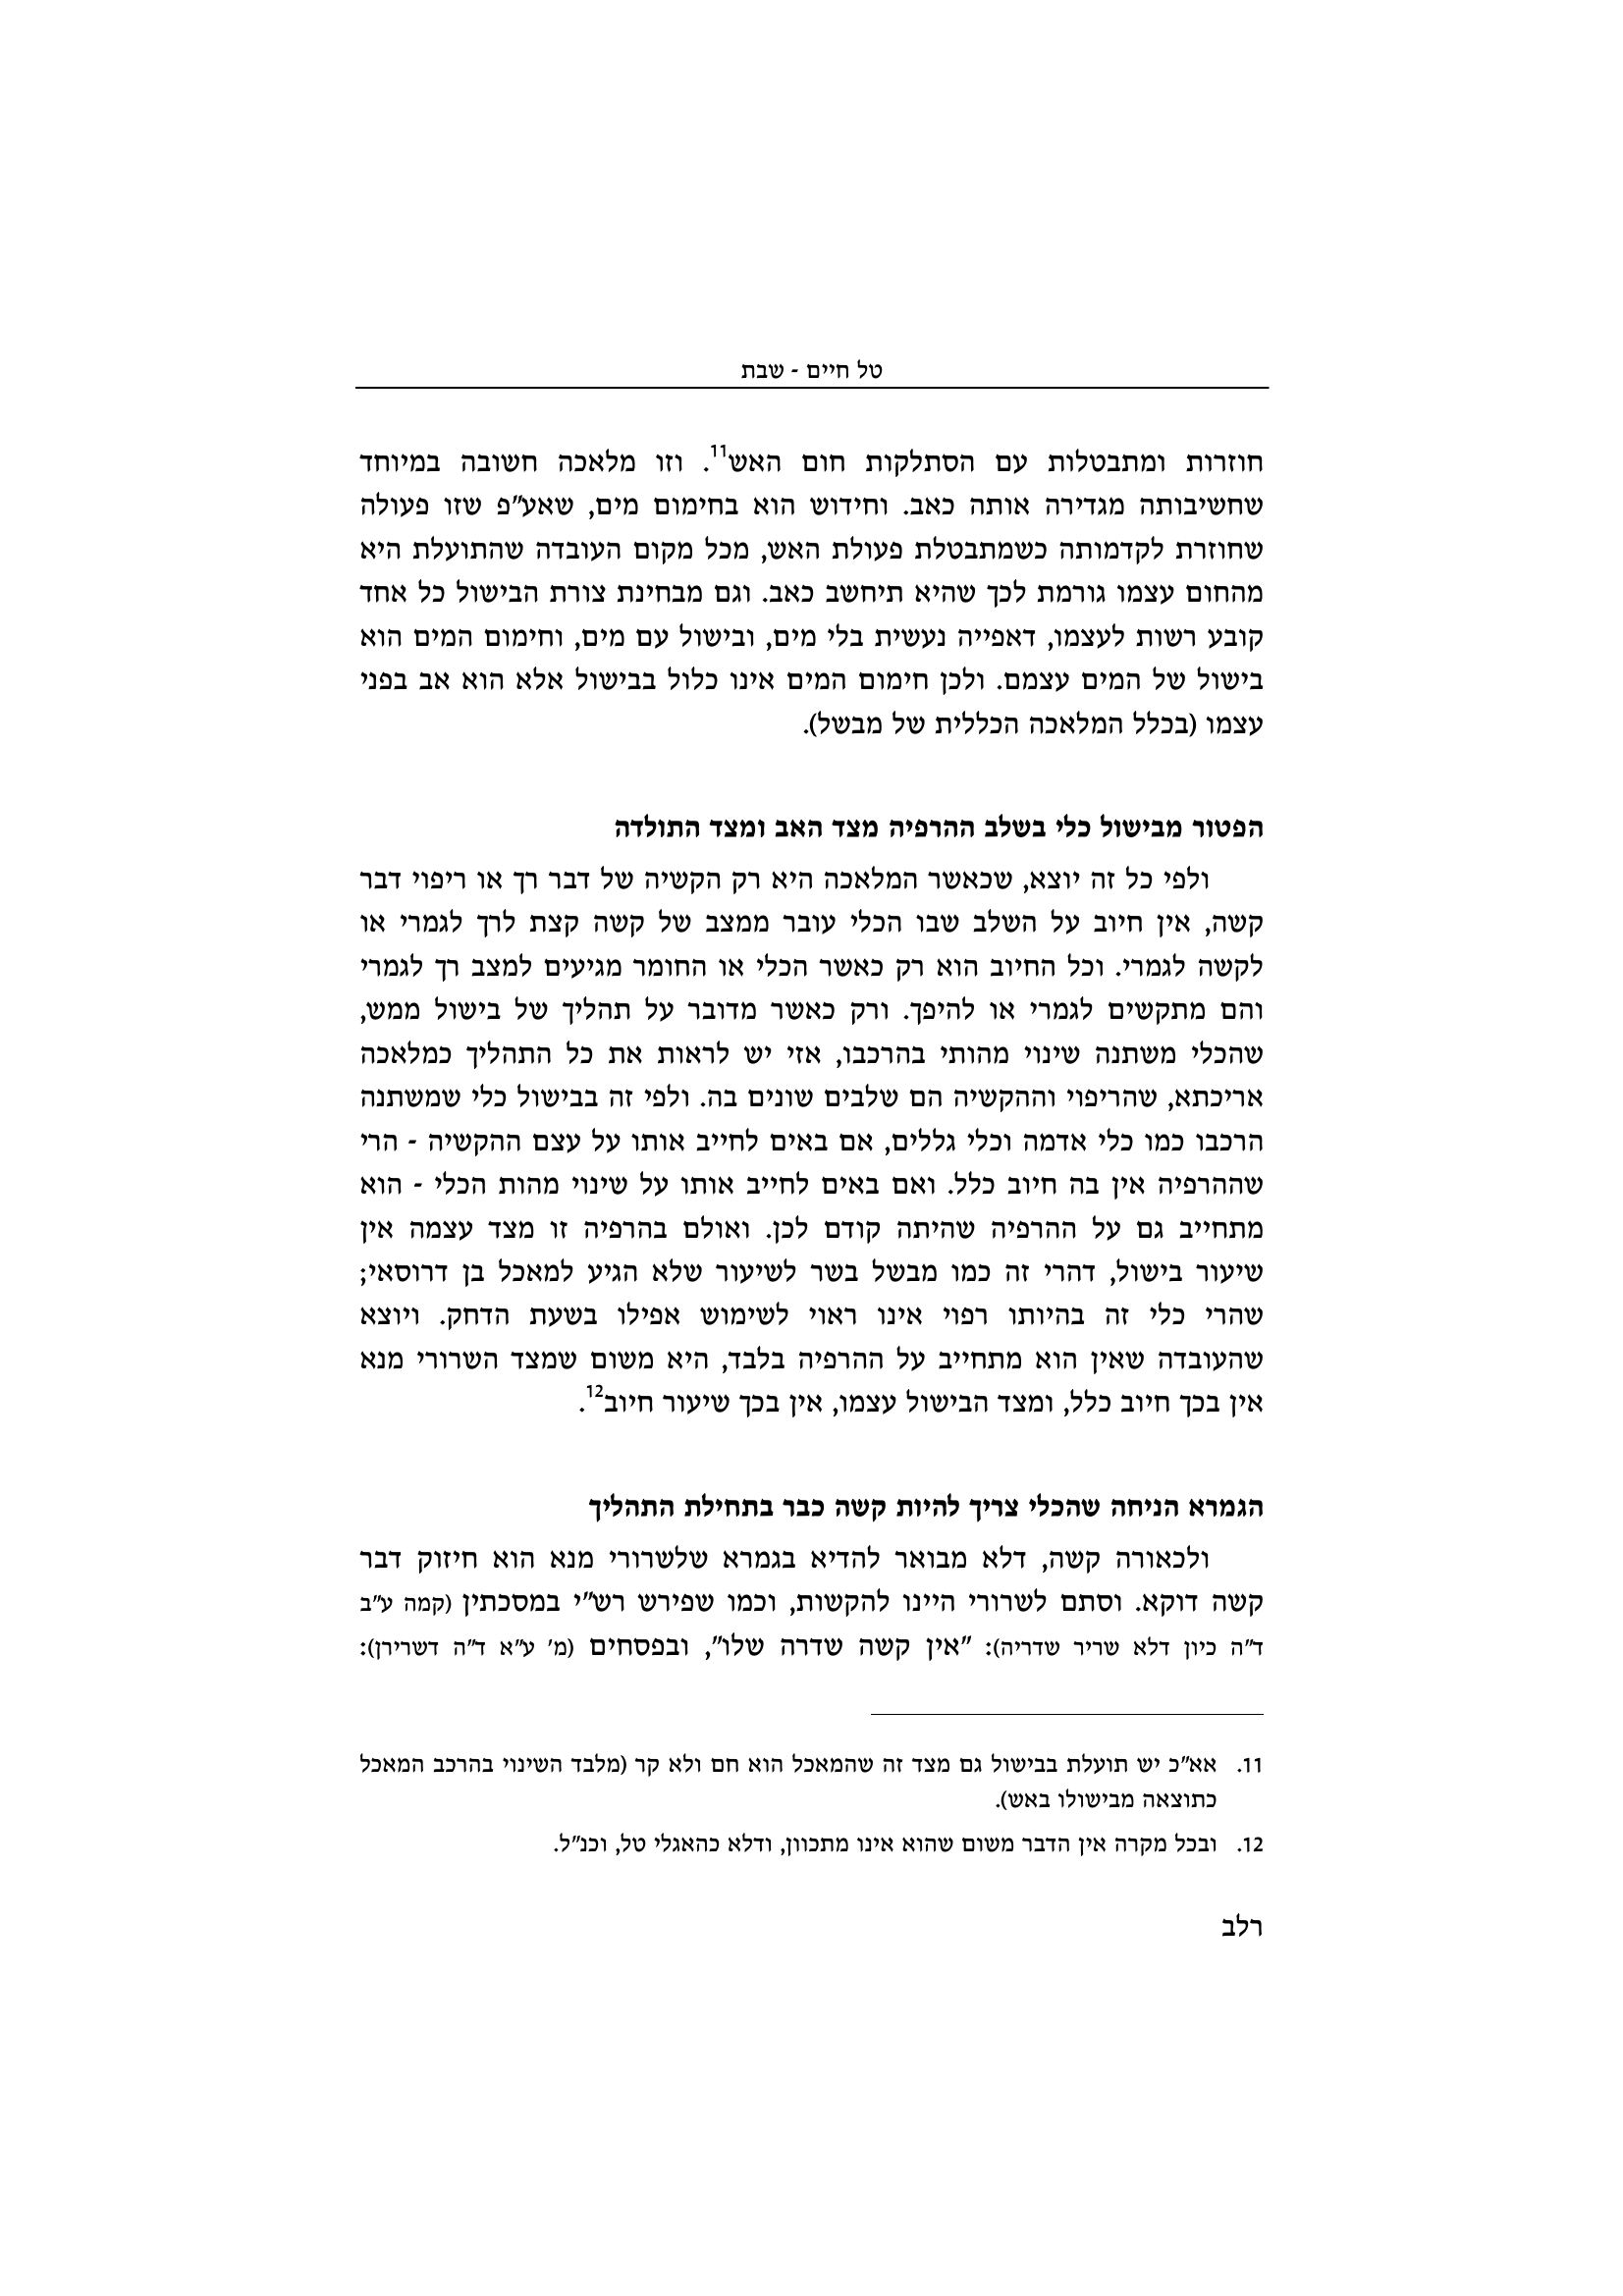 טל חיים - שבת
חוזרות ומתבטלות עם הסתלקות חום האש11. וזו מלאכה חשובה במיוחד
שחשיבותה מגדירה אותה כאב. וחידוש הוא בחימום מים, שאע"פ שזו פעולה
שחוזרת לקדמותה כשמתבטלת פעולת האש, מכל מקום העובדה שהתועלת היא
מהחום עצמו גורמת לכך שהיא תיחשב כאב. וגם מבחינת צורת הבישול כל אחד
קובע רשות לעצמו, דאפייה נעשית בלי מים, ובישול עם מים, וחימום המים הוא
בישול של המים עצמם. ולכן חימום המים אינו כלול בבישול אלא הוא אב בפני
עצמו (בכלל המלאכה הכללית של מבשל).
הפטור מבישול כלי בשלב ההרפיה מצד האב ומצד התולדה
ולפי כל זה יוצא, שכאשר המלאכה היא רק הקשיה של דבר רך או ריפוי דבר
קשה, אין חיוב על השלב שבו הכלי עובר ממצב של קשה קצת לרך לגמרי או
לקשה לגמרי. וכל החיוב הוא רק כאשר הכלי או החומר מגיעים למצב רך לגמרי
והם מתקשים לגמרי או להיפך. ורק כאשר מדובר על תהליך של בישול ממש,
שהכלי משתנה שינוי מהותי בהרכבו, אזי יש לראות את כל התהליך כמלאכה
אריכתא, שהריפוי וההקשיה הם שלבים שונים בה. ולפי זה בבישול כלי שמשתנה
הרכבו כמו כלי אדמה וכלי גללים, אם באים לחייב אותו על עצם ההקשיה - הרי
שההרפיה אין בה חיוב כלל. ואם באים לחייב אותו על שינוי מהות הכלי - הוא
מתחייב גם על ההרפיה שהיתה קודם לכן. ואולם בהרפיה זו מצד עצמה אין
שיעור בישול, דהרי זה כמו מבשל בשר לשיעור שלא הגיע למאכל בן דרוסאי;
שהרי כלי זה בהיותו רפוי אינו ראוי לשימוש אפילו בשעת הדחק. ויוצא
שהעובדה שאין הוא מתחייב על ההרפיה בלבד, היא משום שמצד השרורי מנא
אין בכך חיוב כלל, ומצד הבישול עצמו, אין בכך שיעור חיוב12.
הגמרא הניחה שהכלי צריך להיות קשה כבר בתחילת התהליך
ולכאורה קשה, דלא מבואר להדיא בגמרא שלשרורי מנא הוא חיזוק דבר
קשה דוקא. וסתם לשרורי היינו להקשות, וכמו שפירש רש"י במסכתין (קמה ע"ב
ד"ה כיון דלא שריר שדריה): "אין קשה שדרה שלו", ובפסחים (מ' ע"א ד"ה דשרירן):
11. אא"כ יש תועלת בבישול גם מצד זה שהמאכל הוא חם ולא קר (מלבד השינוי בהרכב המאכל
כתוצאה מבישולו באש).
12. ובכל מקרה אין הדבר משום שהוא אינו מתכוון, ודלא כהאגלי טל, וכנ"ל.
רלב